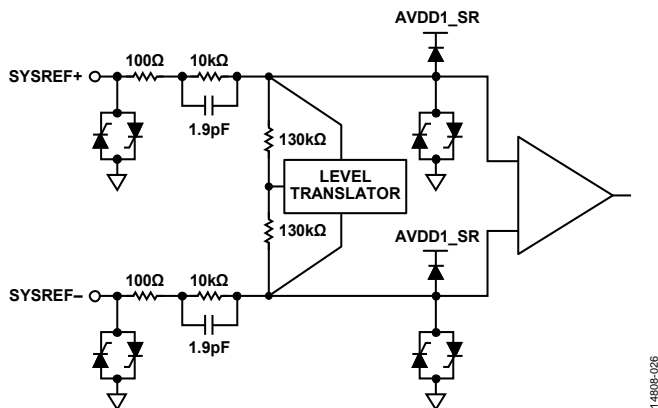 AVDD1_SR
100Ω 10kΩ
SYSREF+
1.9pF
130kΩ
LEVEL
TRANSLATOR
130kΩ
AVDD1_SR
100Ω 10kΩ
SYSREF–
1.9pF
14808-026